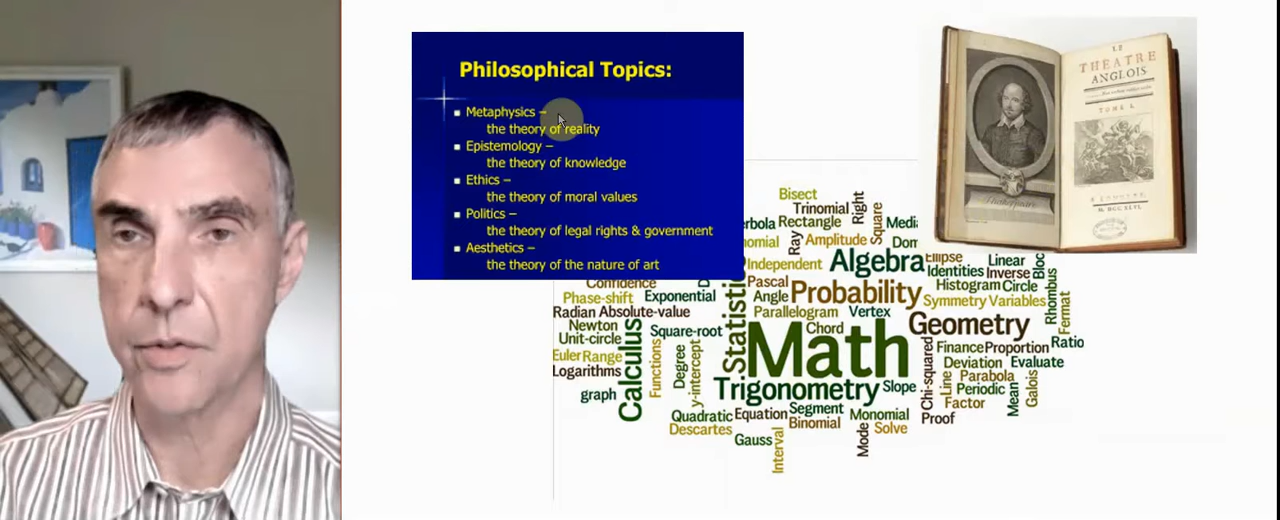 Philosophical Topics:
Metaphysics –
the theory of reality
Epistemology –
the theory of knowledge
Ethics –
the theory of moral values
Politics –
the theory of legal rights & government
Aesthetics –
the theory of the nature of art
LE
THEATRE
ANGLOIS
TOME I.
Bisect
Trinomial
Right
Square
Rectangle
Ray
Amplitude
Independent
Algebra
Ellipse
Linear
Identities
Inverse
Pascal
Histogram
Circle
Rhombus
Confidence
Phase-shift
Exponential
Statistic
Angle
Probability
Symmetry
Variables
Fermat
Radian
Absolute-value
Parallelogram
Vertex
Geometry
Newton
Unit-circle
Calculus
Square-root
Chord
Math
Chi-squared
Finance
Proportion
Ratio
Euler
Range
Functions
Degree
y-intercept
Deviation
Evaluate
Logarithms
Line
Parabola
graph
Trigonometry
Slope
Periodic
Mean
Galois
Factor
Quadratic
Equation
Segment
Monomial
Proof
Descartes
Binomial
Mode
Solve
Gauss
Interval